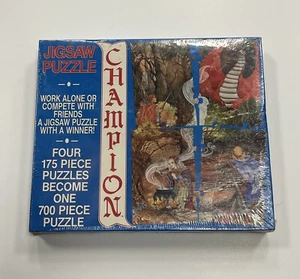 JIGSAW
PUZZLE
WORK ALONE OR
COMPETE WITH
FRIENDS
A JIGSAW PUZZLE
WITH A WINNER!
FOUR
175 PIECE
PUZZLES
BECOME
ONE
700 PIECE
PUZZLE
CHAMPION